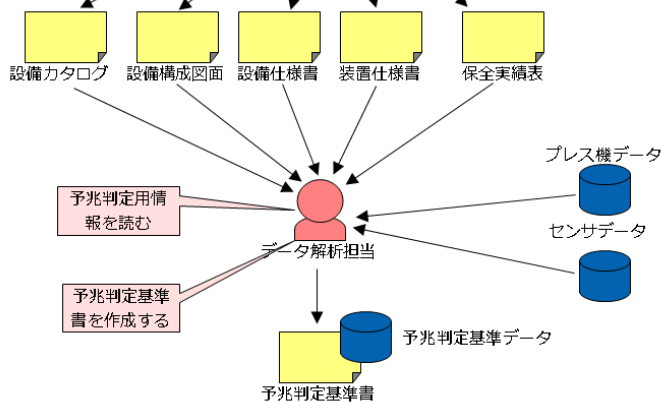 設備カタログ
設備構成図面
設備仕様書
装置仕様書
保全実績表
プレス機データ
予兆判定用情
報を読む
センサデータ
データ解析担当
予兆判定基準
書を作成する
予兆判定基準データ
予兆判定基準書